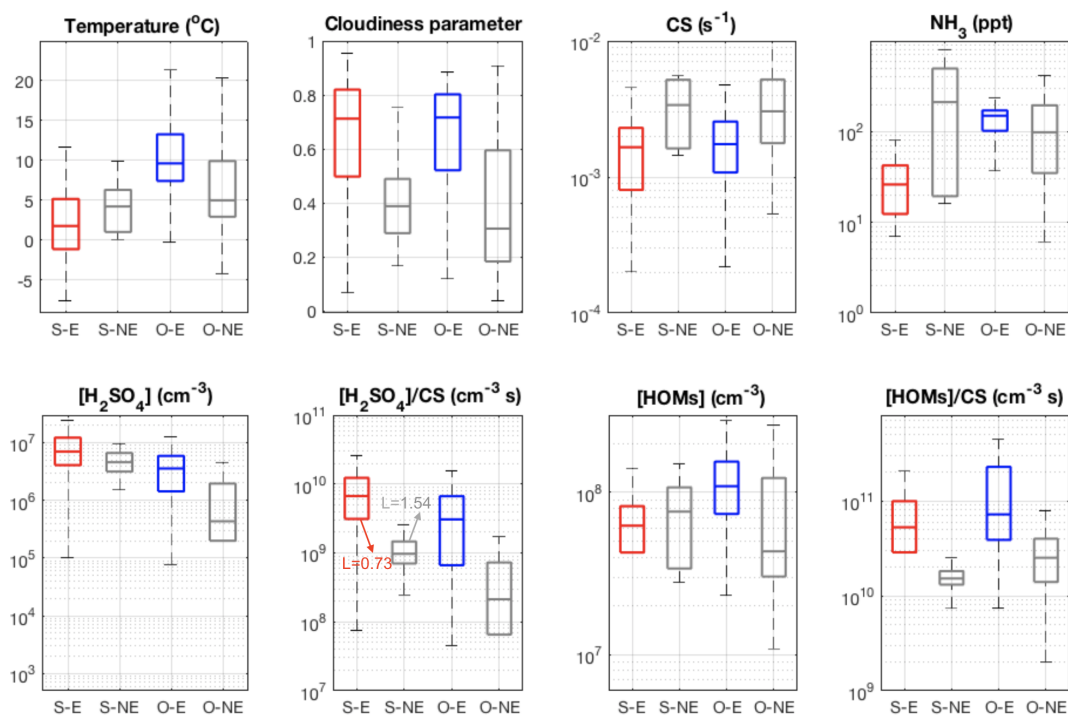 Temperature (°C)
20
15
10
5
0
-5
S-E S-NE O-E O-NE
Cloudiness parameter
1
0.8
0.6
0.4
0.2
0
S-E S-NE O-E O-NE
CS (s⁻¹)
10⁻²
10⁻³
10⁻⁴
S-E S-NE O-E O-NE
NH₃ (ppt)
10²
10¹
10⁰
S-E S-NE O-E O-NE
[H₂SO₄] (cm⁻³)
10⁷
10⁶
10⁵
10⁴
10³
S-E S-NE O-E O-NE
[H₂SO₄]/CS (cm⁻³ s)
10¹¹
10¹⁰
L=1.54
10⁹
L=0.73
10⁸
10⁷
S-E S-NE O-E O-NE
[HOMs] (cm⁻³)
10⁸
10⁷
S-E S-NE O-E O-NE
[HOMs]/CS (cm⁻³ s)
10¹¹
10¹⁰
10⁹
S-E S-NE O-E O-NE